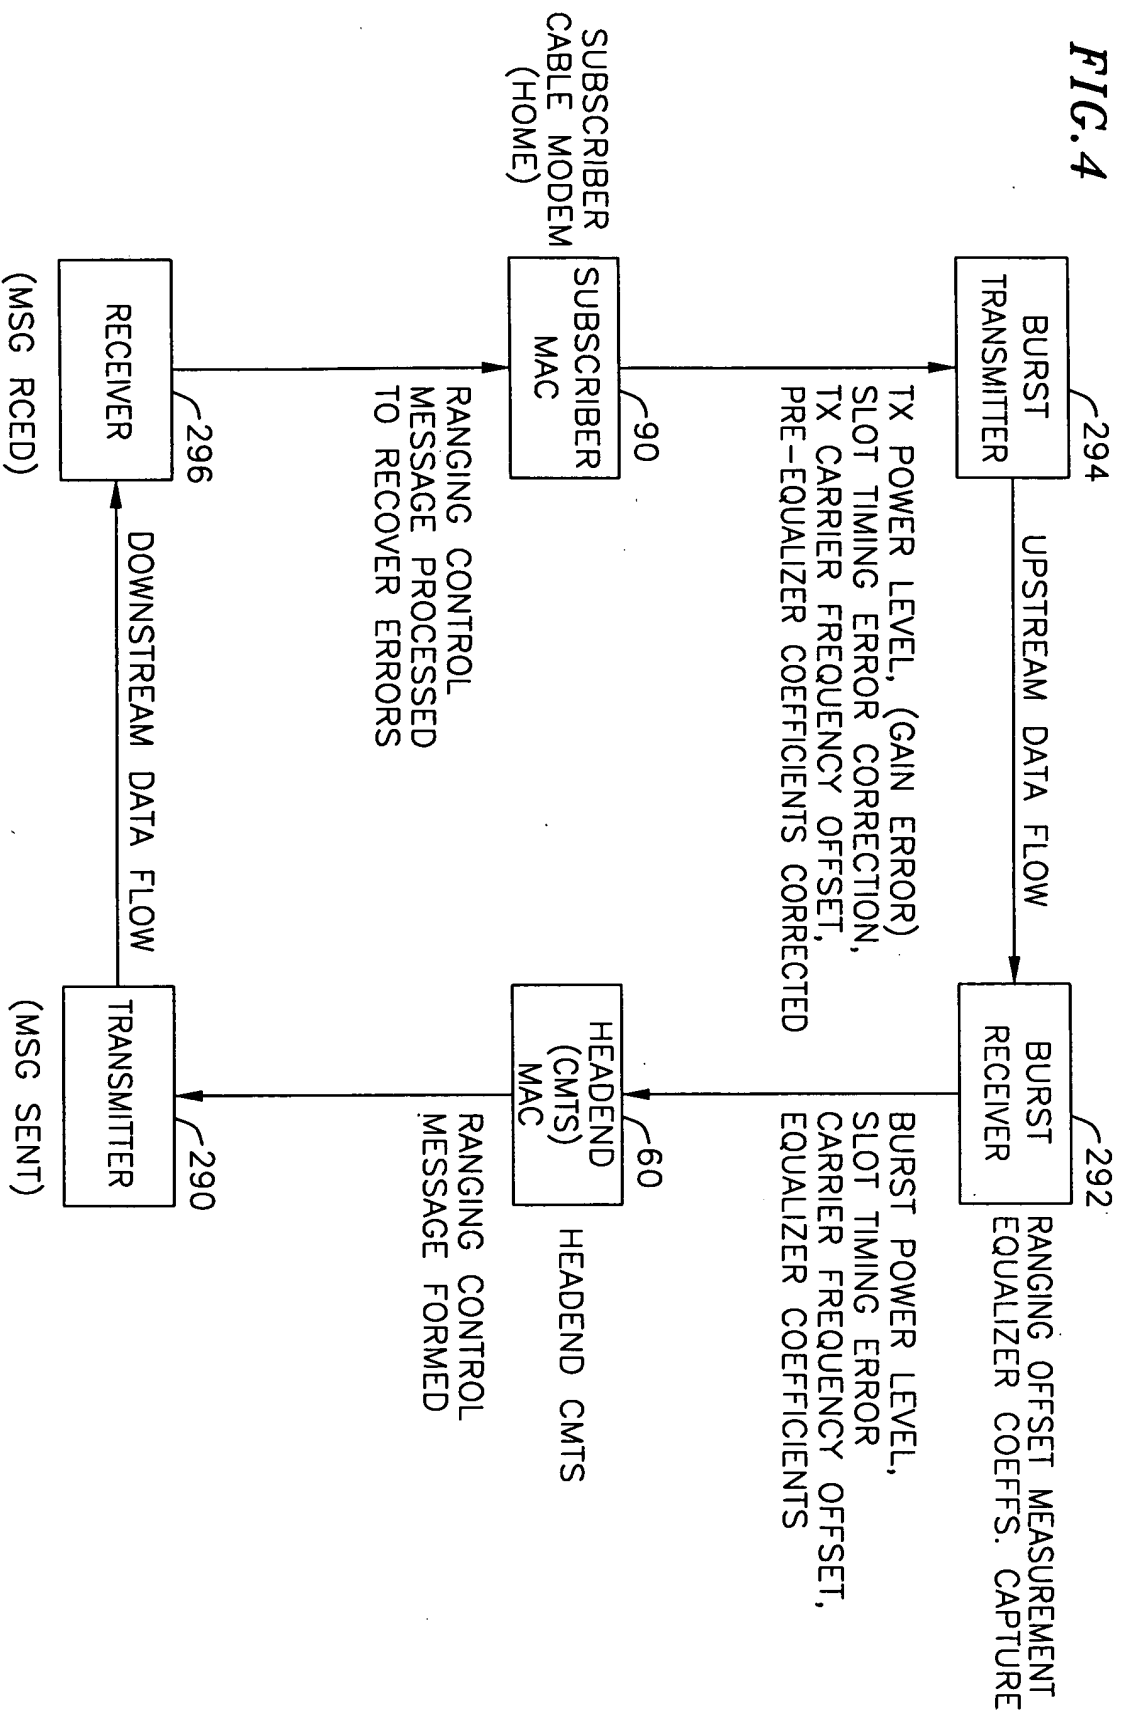 FIG. 4
BURST
TRANSMITTER
294
UPSTREAM DATA FLOW
BURST
RECEIVER
292
RANGING OFFSET MEASUREMENT
EQUALIZER COEFFS. CAPTURE
TX POWER LEVEL, (GAIN ERROR)
SLOT TIMING ERROR CORRECTION,
TX CARRIER FREQUENCY OFFSET,
PRE-EQUALIZER COEFFICIENTS CORRECTED
BURST POWER LEVEL,
SLOT TIMING ERROR
CARRIER FREQUENCY OFFSET,
EQUALIZER COEFFICIENTS
SUBSCRIBER
CABLE MODEM
(HOME)
SUBSCRIBER
MAC
90
HEADEND
(CMTS)
MAC
60
HEADEND CMTS
RANGING CONTROL
MESSAGE PROCESSED
TO RECOVER ERRORS
RANGING CONTROL
MESSAGE FORMED
RECEIVER
296
(MSG RCED)
DOWNSTREAM DATA FLOW
TRANSMITTER
290
(MSG SENT)